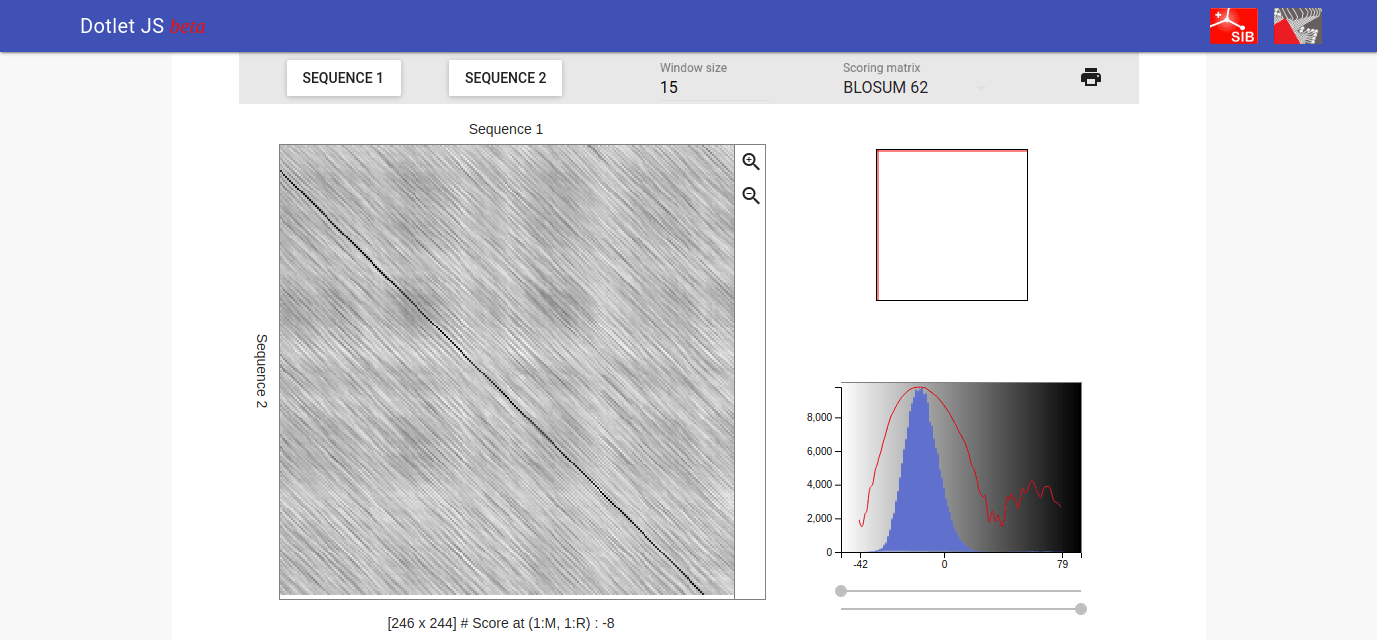 Dotlet JS beta
SIB
SEQUENCE 1
SEQUENCE 2
Window size
15
Scoring matrix
BLOSUM 62
Sequence 1
Sequence 2
8,000
6,000
4,000
2,000
0
-42 0 79
[246 x 244] # Score at (1:M, 1:R) : -8